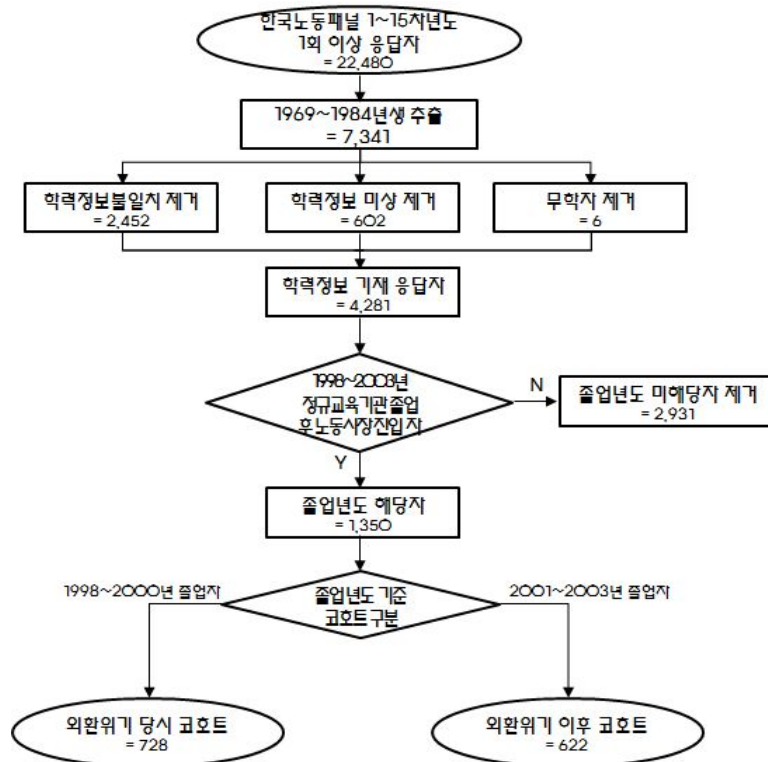 한국노동패널 1~15차년도
1회 이상 응답자
= 22,480
1969~1984년생 추출
= 7,341
학력정보불일치 제거
= 2,452
학력정보 미상 제거
= 602
무학자 제거
= 6
학력정보 기재 응답자
= 4,281
1998~2003년
정규교육기관졸업
후노동시장진입자
N
졸업년도 미해당자 제거
= 2,931
Y
졸업년도 해당자
= 1,350
1998~2000년 졸업자
졸업년도 기준
코호트구분
2001~2003년 졸업자
외환위기 당시 코호트
= 728
외환위기 이후 코호트
= 622